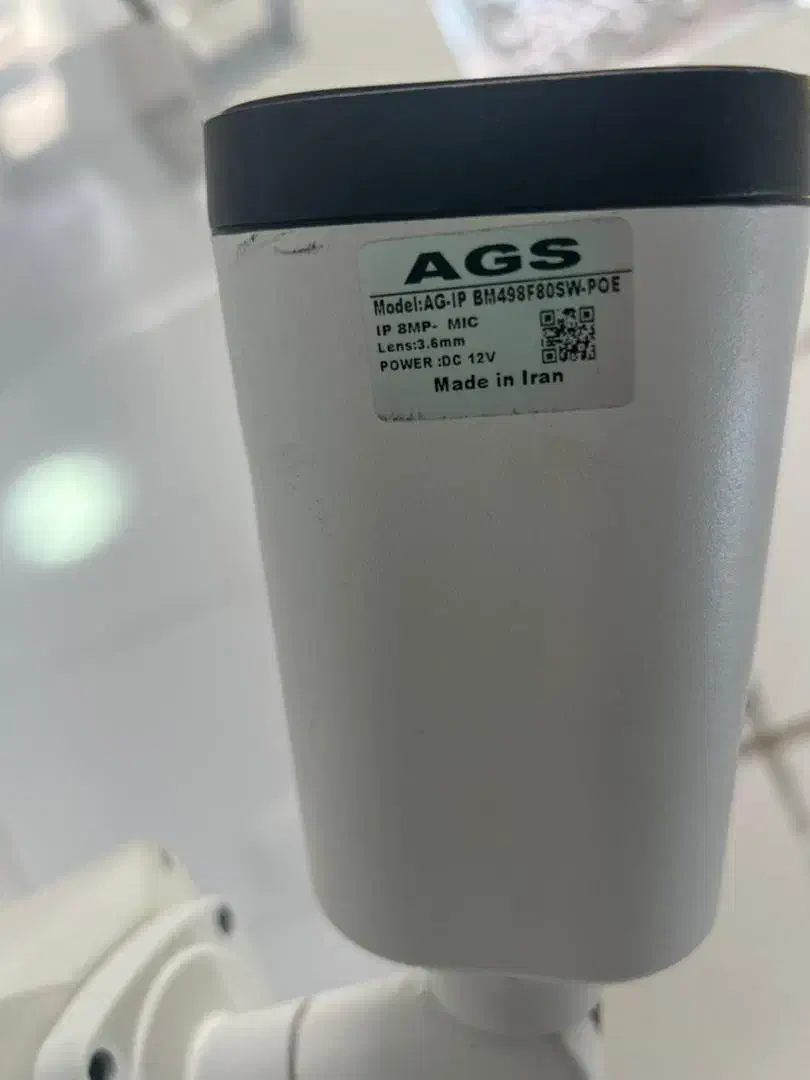 AGS
Model:AG-IP BM498F80SW-POE
IP 8MP- MIC
Lens:3.6mm
POWER :DC 12V
Made in Iran